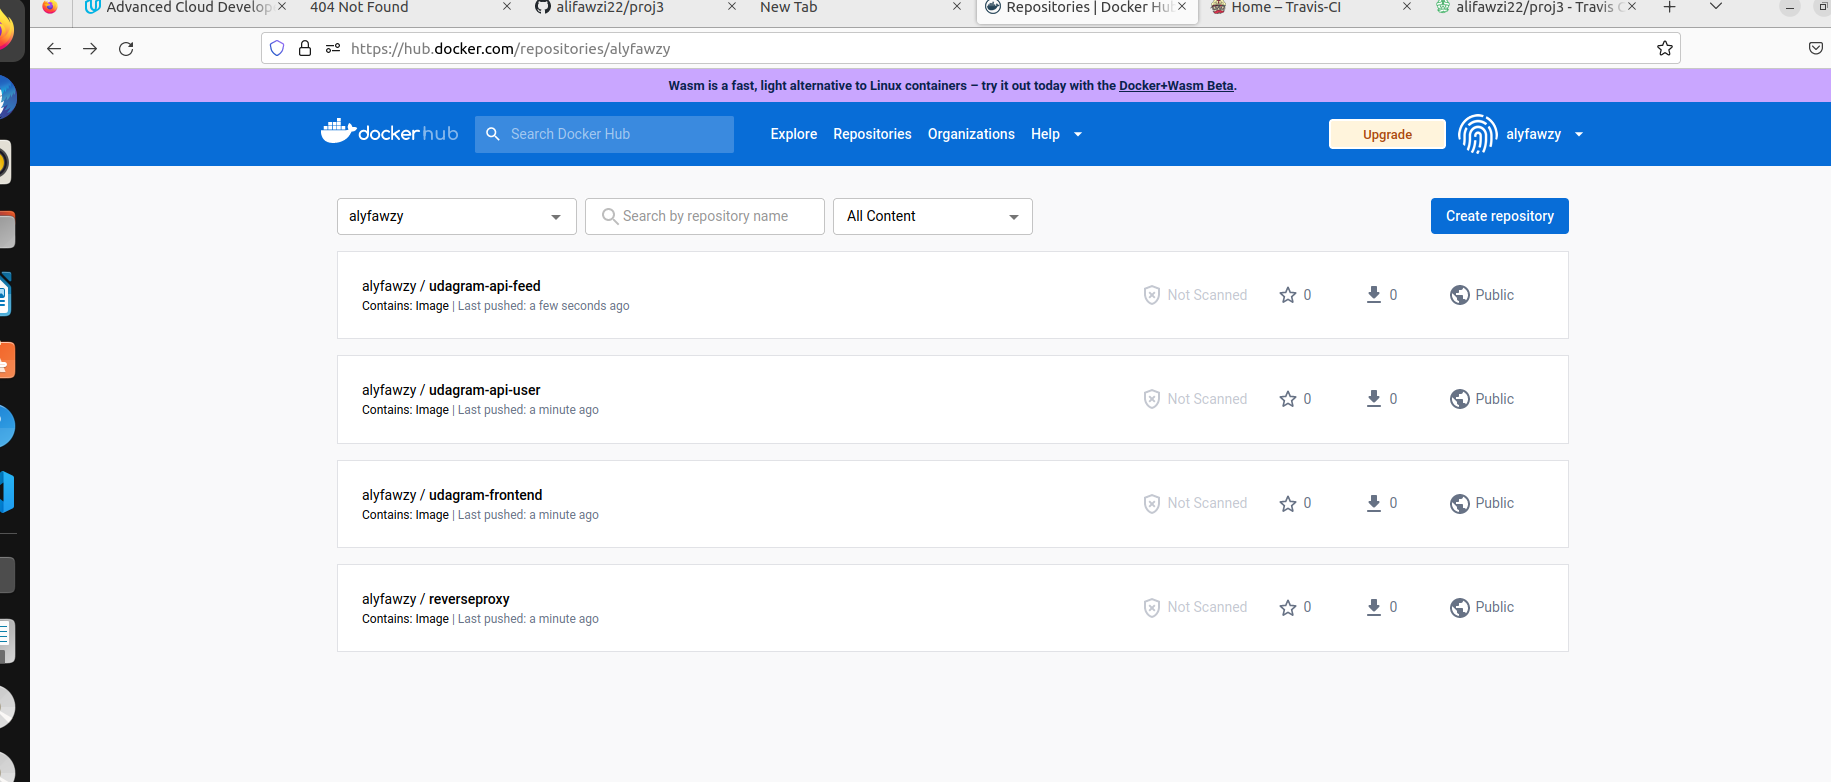 Advanced Cloud Develop
404 Not Found
alifawzi22/proj3
New Tab
Repositories | Docker Hu
Home – Travis-CI
alifawzi22/proj3 - Travis C
https://hub.docker.com/repositories/alyfawzy
Wasm is a fast, light alternative to Linux containers – try it out today with the Docker+Wasm Beta.
docker hub
Search Docker Hub
Explore
Repositories
Organizations
Help
Upgrade
alyfawzy
alyfawzy
Search by repository name
All Content
Create repository
alyfawzy / udagram-api-feed
Contains: Image | Last pushed: a few seconds ago
Not Scanned
0
0
Public
alyfawzy / udagram-api-user
Contains: Image | Last pushed: a minute ago
Not Scanned
0
0
Public
alyfawzy / udagram-frontend
Contains: Image | Last pushed: a minute ago
Not Scanned
0
0
Public
alyfawzy / reverseproxy
Contains: Image | Last pushed: a minute ago
Not Scanned
0
0
Public